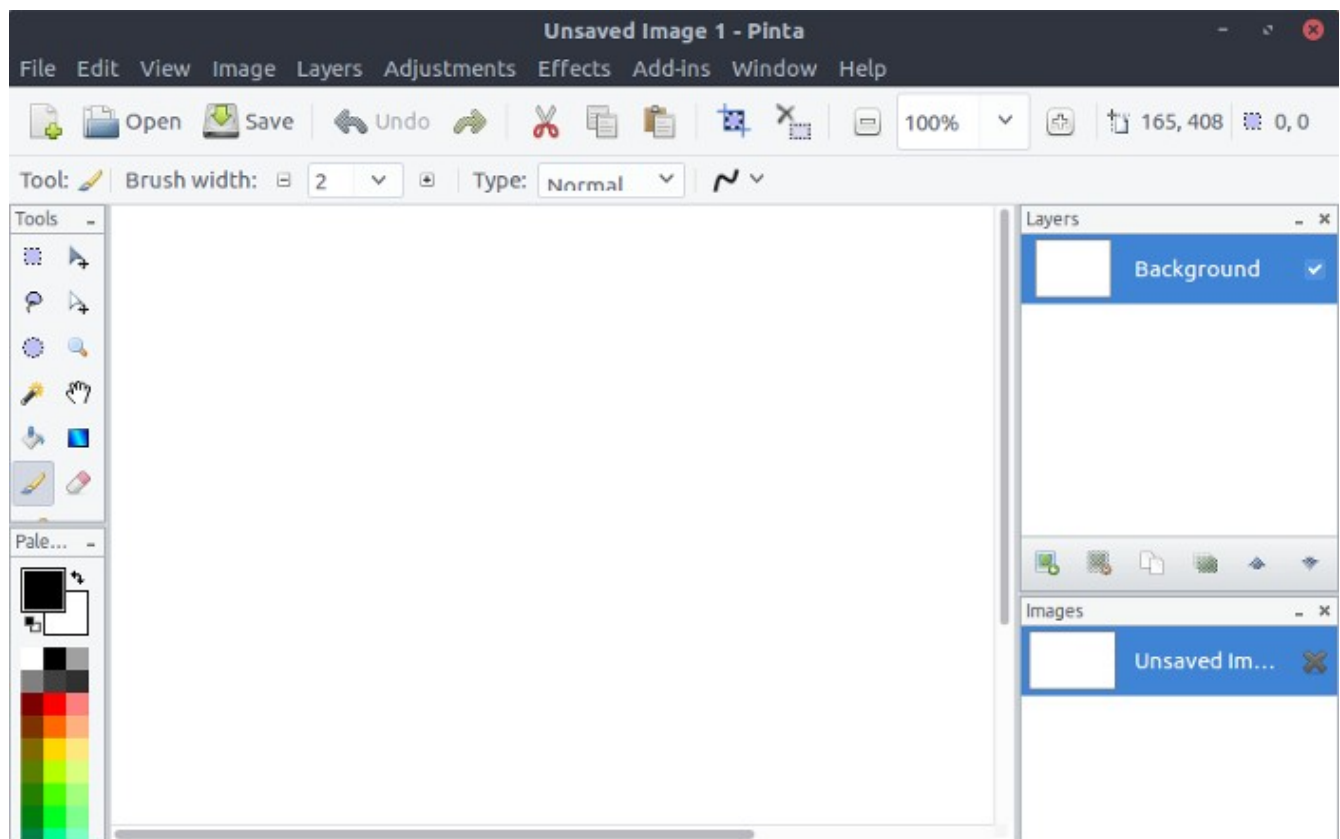 Unsaved Image 1 - Pinta
File Edit View Image Layers Adjustments Effects Add-ins Window Help
Open Save Undo 100% 165, 408 0, 0
Tool: Brush width: 2 Type: Normal
Tools
Layers
Background
Pale...
Images
Unsaved Im...